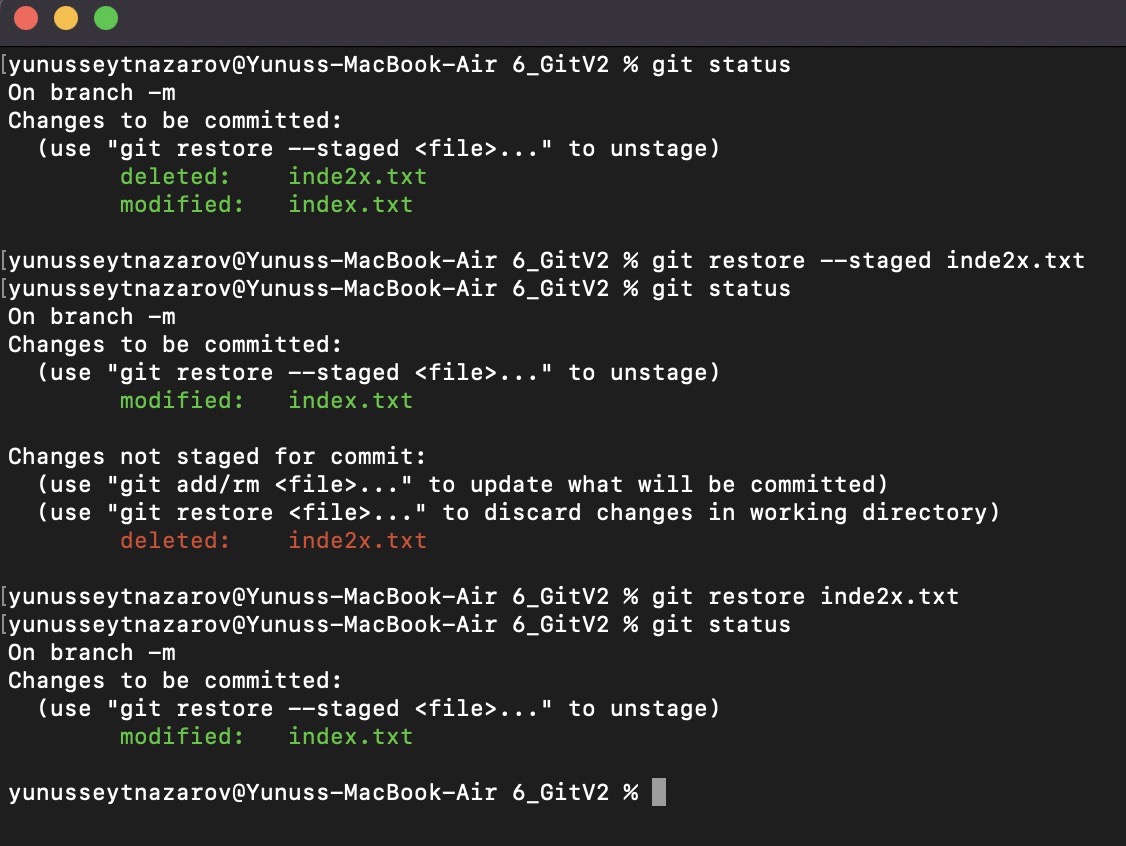 [yunusseytnazarov@Yunuss-MacBook-Air 6_GitV2 % git status
On branch -m
Changes to be committed:
  (use "git restore --staged <file>..." to unstage)
        deleted:    inde2x.txt
        modified:   index.txt

[yunusseytnazarov@Yunuss-MacBook-Air 6_GitV2 % git restore --staged inde2x.txt
[yunusseytnazarov@Yunuss-MacBook-Air 6_GitV2 % git status
On branch -m
Changes to be committed:
  (use "git restore --staged <file>..." to unstage)
        modified:   index.txt

Changes not staged for commit:
  (use "git add/rm <file>..." to update what will be committed)
  (use "git restore <file>..." to discard changes in working directory)
        deleted:    inde2x.txt

[yunusseytnazarov@Yunuss-MacBook-Air 6_GitV2 % git restore inde2x.txt
[yunusseytnazarov@Yunuss-MacBook-Air 6_GitV2 % git status
On branch -m
Changes to be committed:
  (use "git restore --staged <file>..." to unstage)
        modified:   index.txt

yunusseytnazarov@Yunuss-MacBook-Air 6_GitV2 %